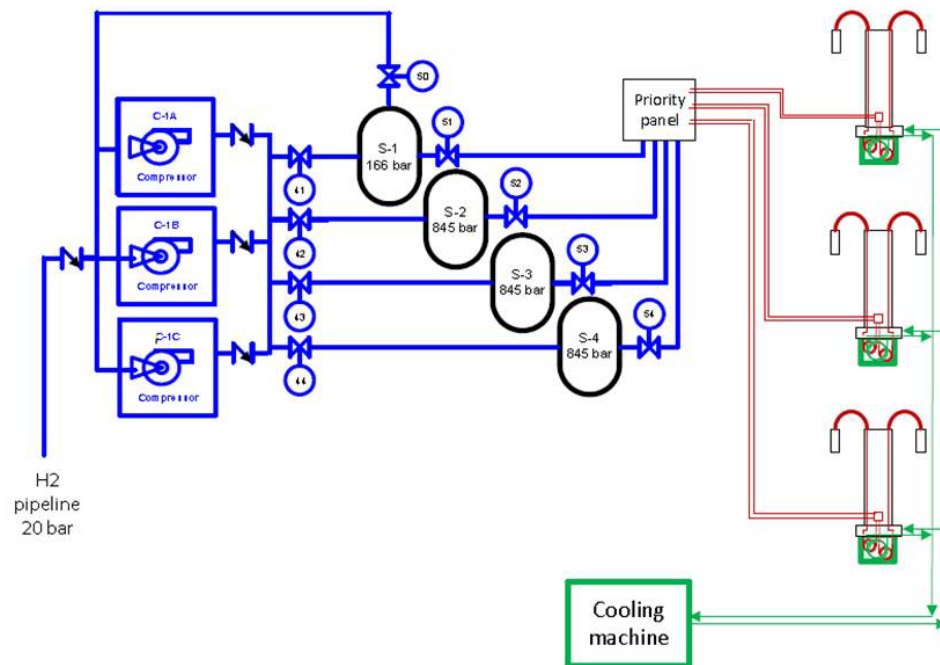 C-1A
Compressor
C-1B
Compressor
C-1C
Compressor
H2
pipeline
20 bar
50
S-1
166 bar
51
S-2
845 bar
52
S-3
845 bar
53
S-4
845 bar
54
41
42
43
44
Priority
panel
Cooling
machine